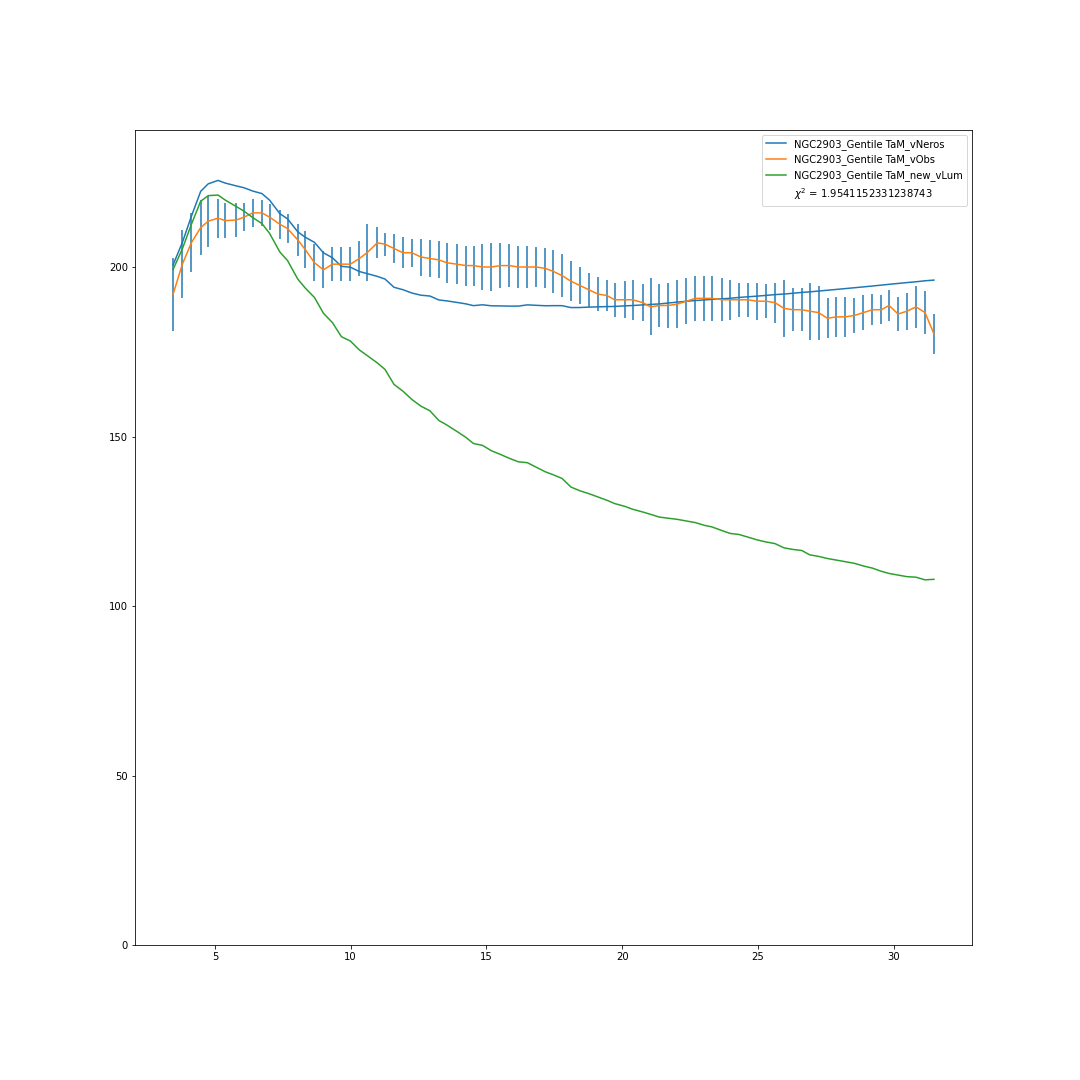 NGC2903_Gentile TaM_vNeros
NGC2903_Gentile TaM_vObs
NGC2903_Gentile TaM_new_vLum
χ² = 1.9541152331238743
200
150
100
50
0
5 10 15 20 25 30